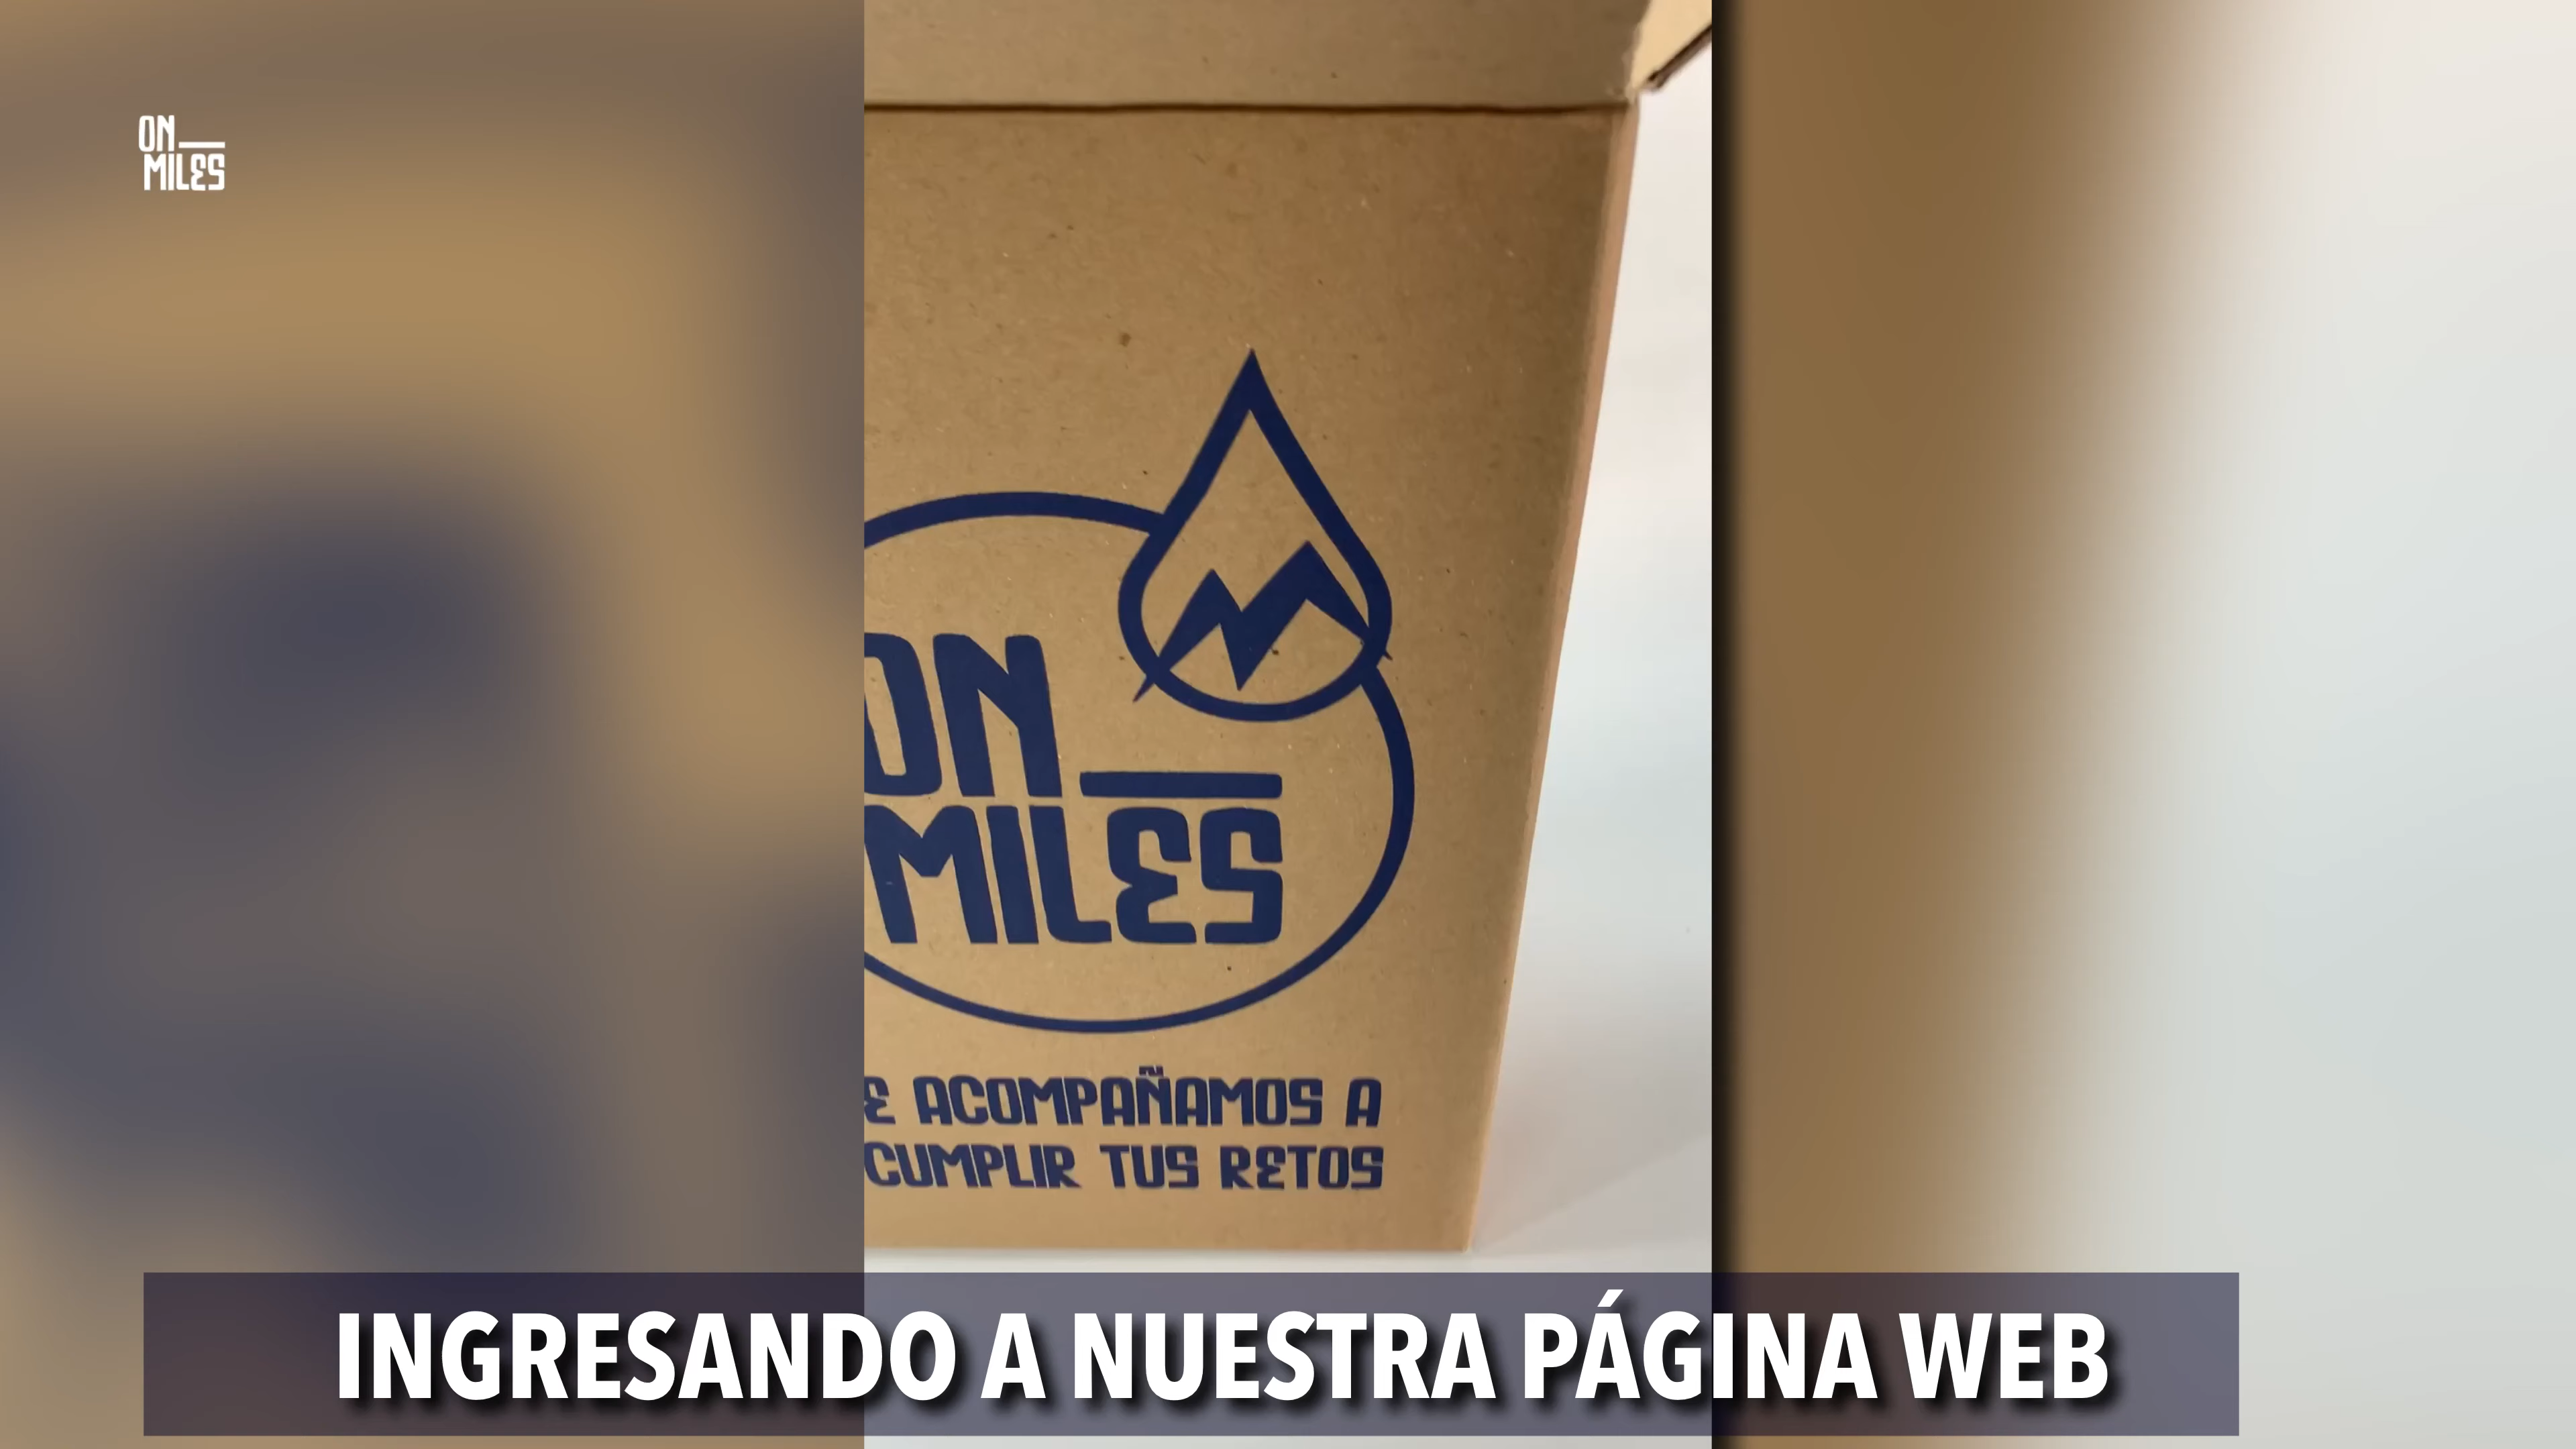 ON
MILES
ON
MILES
E ACOMPAÑAMOS A
CUMPLIR TUS RETOS
INGRESANDO A NUESTRA PÁGINA WEB